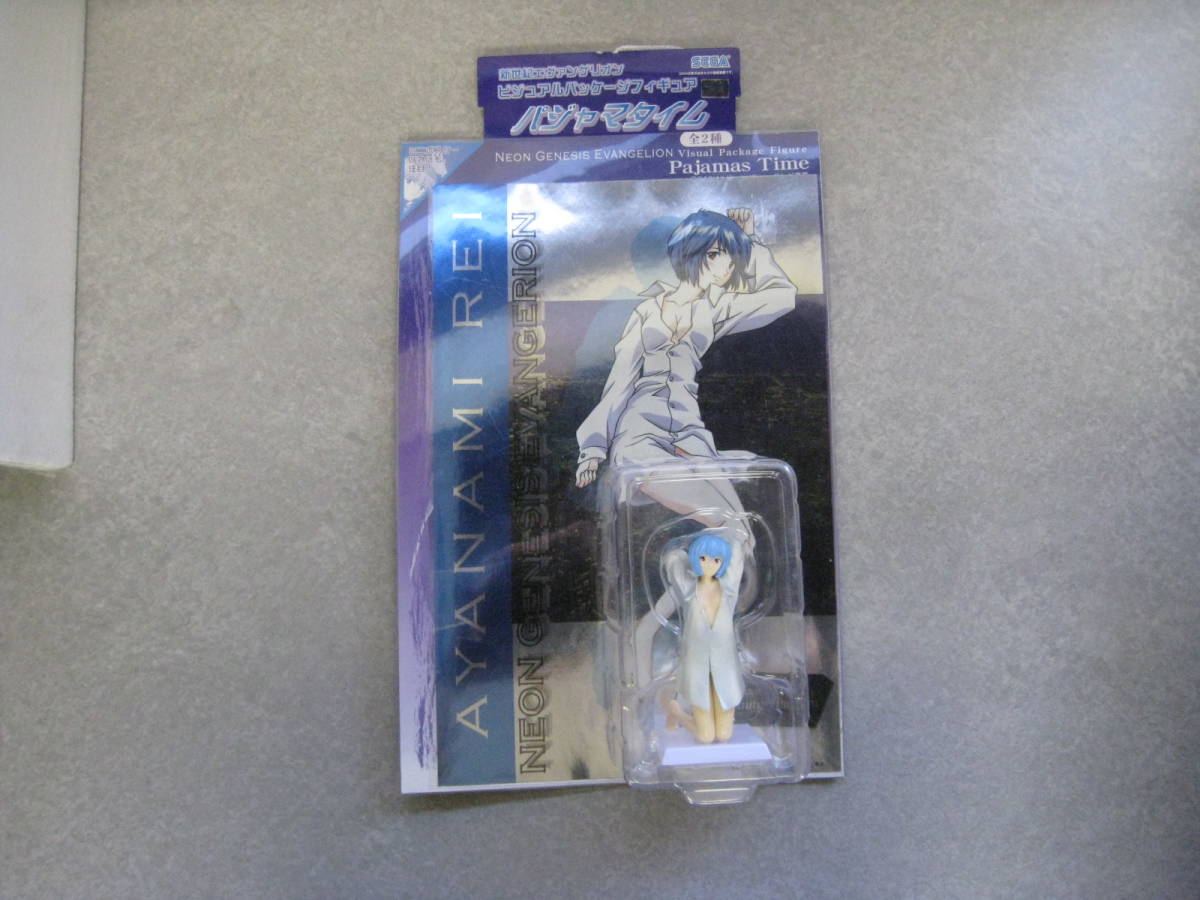 新世紀エヴァンゲリオン
SEGA
ビジュアルパッケージフィギュア
パジャマタイム
全2種
NEON GENESIS EVANGELION Visual Package Figure
Pajamas Time
AYANAMI REI
NEON GENESIS EVANGERION